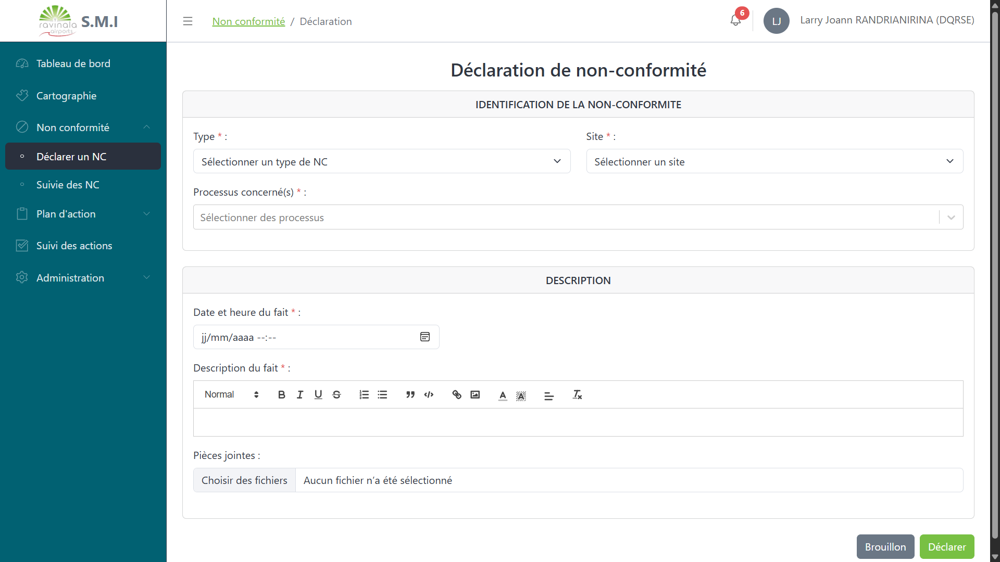 ravinala
airports
S.M.I
Non conformité / Déclaration
6
LJ
Larry Joann RANDRIANIRINA (DQRSE)
Tableau de bord
Cartographie
Non conformité
Déclarer un NC
Suivie des NC
Plan d'action
Suivi des actions
Administration
Déclaration de non-conformité
IDENTIFICATION DE LA NON-CONFORMITE
Type * :
Sélectionner un type de NC
Site * :
Sélectionner un site
Processus concerné(s) * :
Sélectionner des processus
DESCRIPTION
Date et heure du fait * :
jj/mm/aaaa --:--
Description du fait * :
Normal
Pièces jointes :
Choisir des fichiers
Aucun fichier n’a été sélectionné
Brouillon
Déclarer